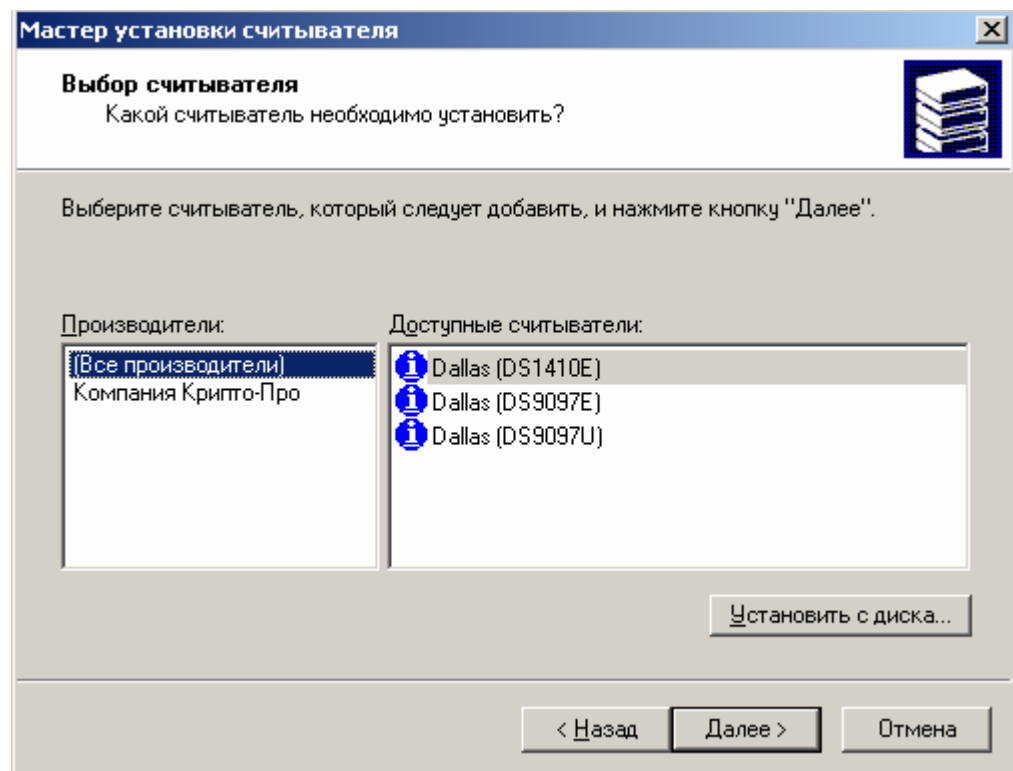 Мастер установки считывателя
Выбор считывателя
Какой считыватель необходимо установить?
Выберите считыватель, который следует добавить, и нажмите кнопку "Далее".
Производители:
(Все производители)
Компания Крипто-Про
Доступные считыватели:
Dallas (DS1410E)
Dallas (DS9097E)
Dallas (DS9097U)
Установить с диска...
< Назад
Далее >
Отмена